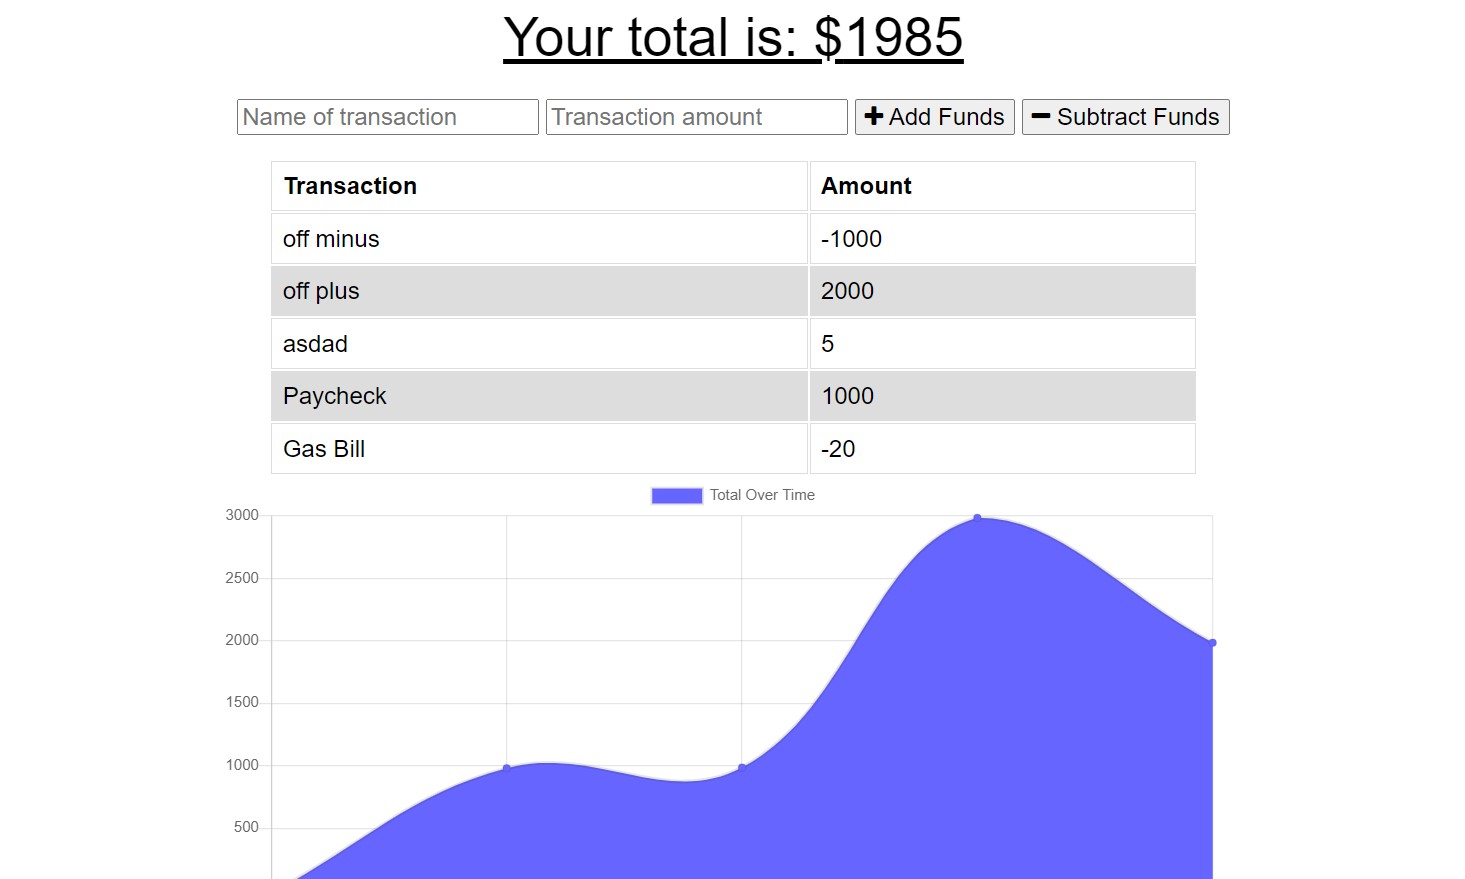 Your total is: $1985
Name of transaction Transaction amount Add Funds Subtract Funds
Transaction Amount
off minus -1000
off plus 2000
asdad 5
Paycheck 1000
Gas Bill -20
Total Over Time
3000
2500
2000
1500
1000
500